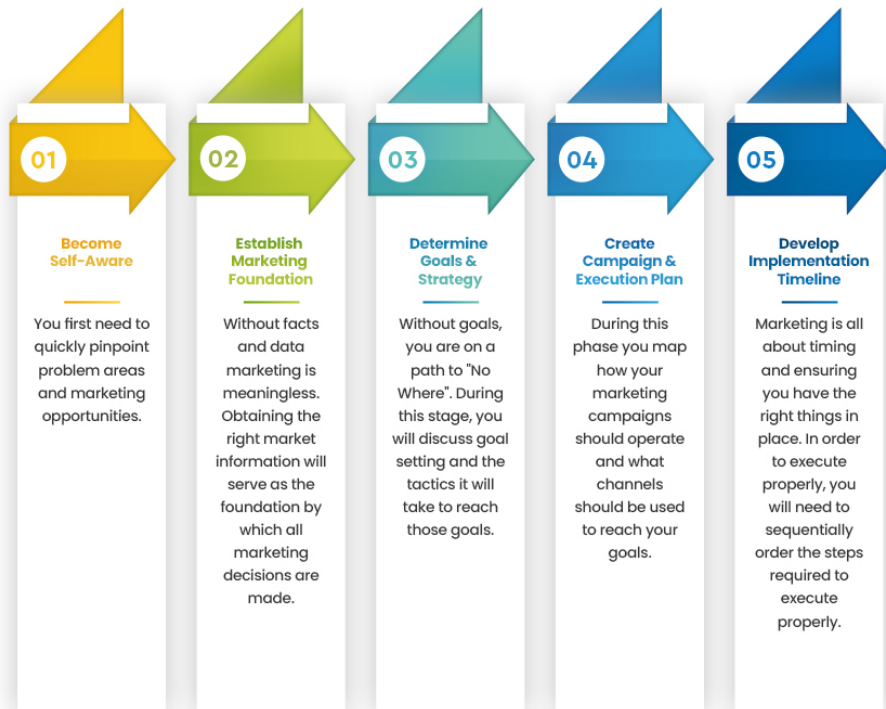 01
Become
Self-Aware
You first need to
quickly pinpoint
problem areas
and marketing
opportunities.
02
Establish
Marketing
Foundation
Without facts
and data
marketing is
meaningless.
Obtaining the
right market
information will
serve as the
foundation by
which all
marketing
decisions are
made.
03
Determine
Goals &
Strategy
Without goals,
you are on a
path to "No
Where". During
this stage, you
will discuss goal
setting and the
tactics it will
take to reach
those goals.
04
Create
Campaign &
Execution Plan
During this
phase you map
how your
marketing
campaigns
should operate
and what
channels
should be used
to reach your
goals.
05
Develop
Implementation
Timeline
Marketing is all
about timing
and ensuring
you have the
right things in
place. In order
to execute
properly, you
will need to
sequentially
order the steps
required to
execute
properly.